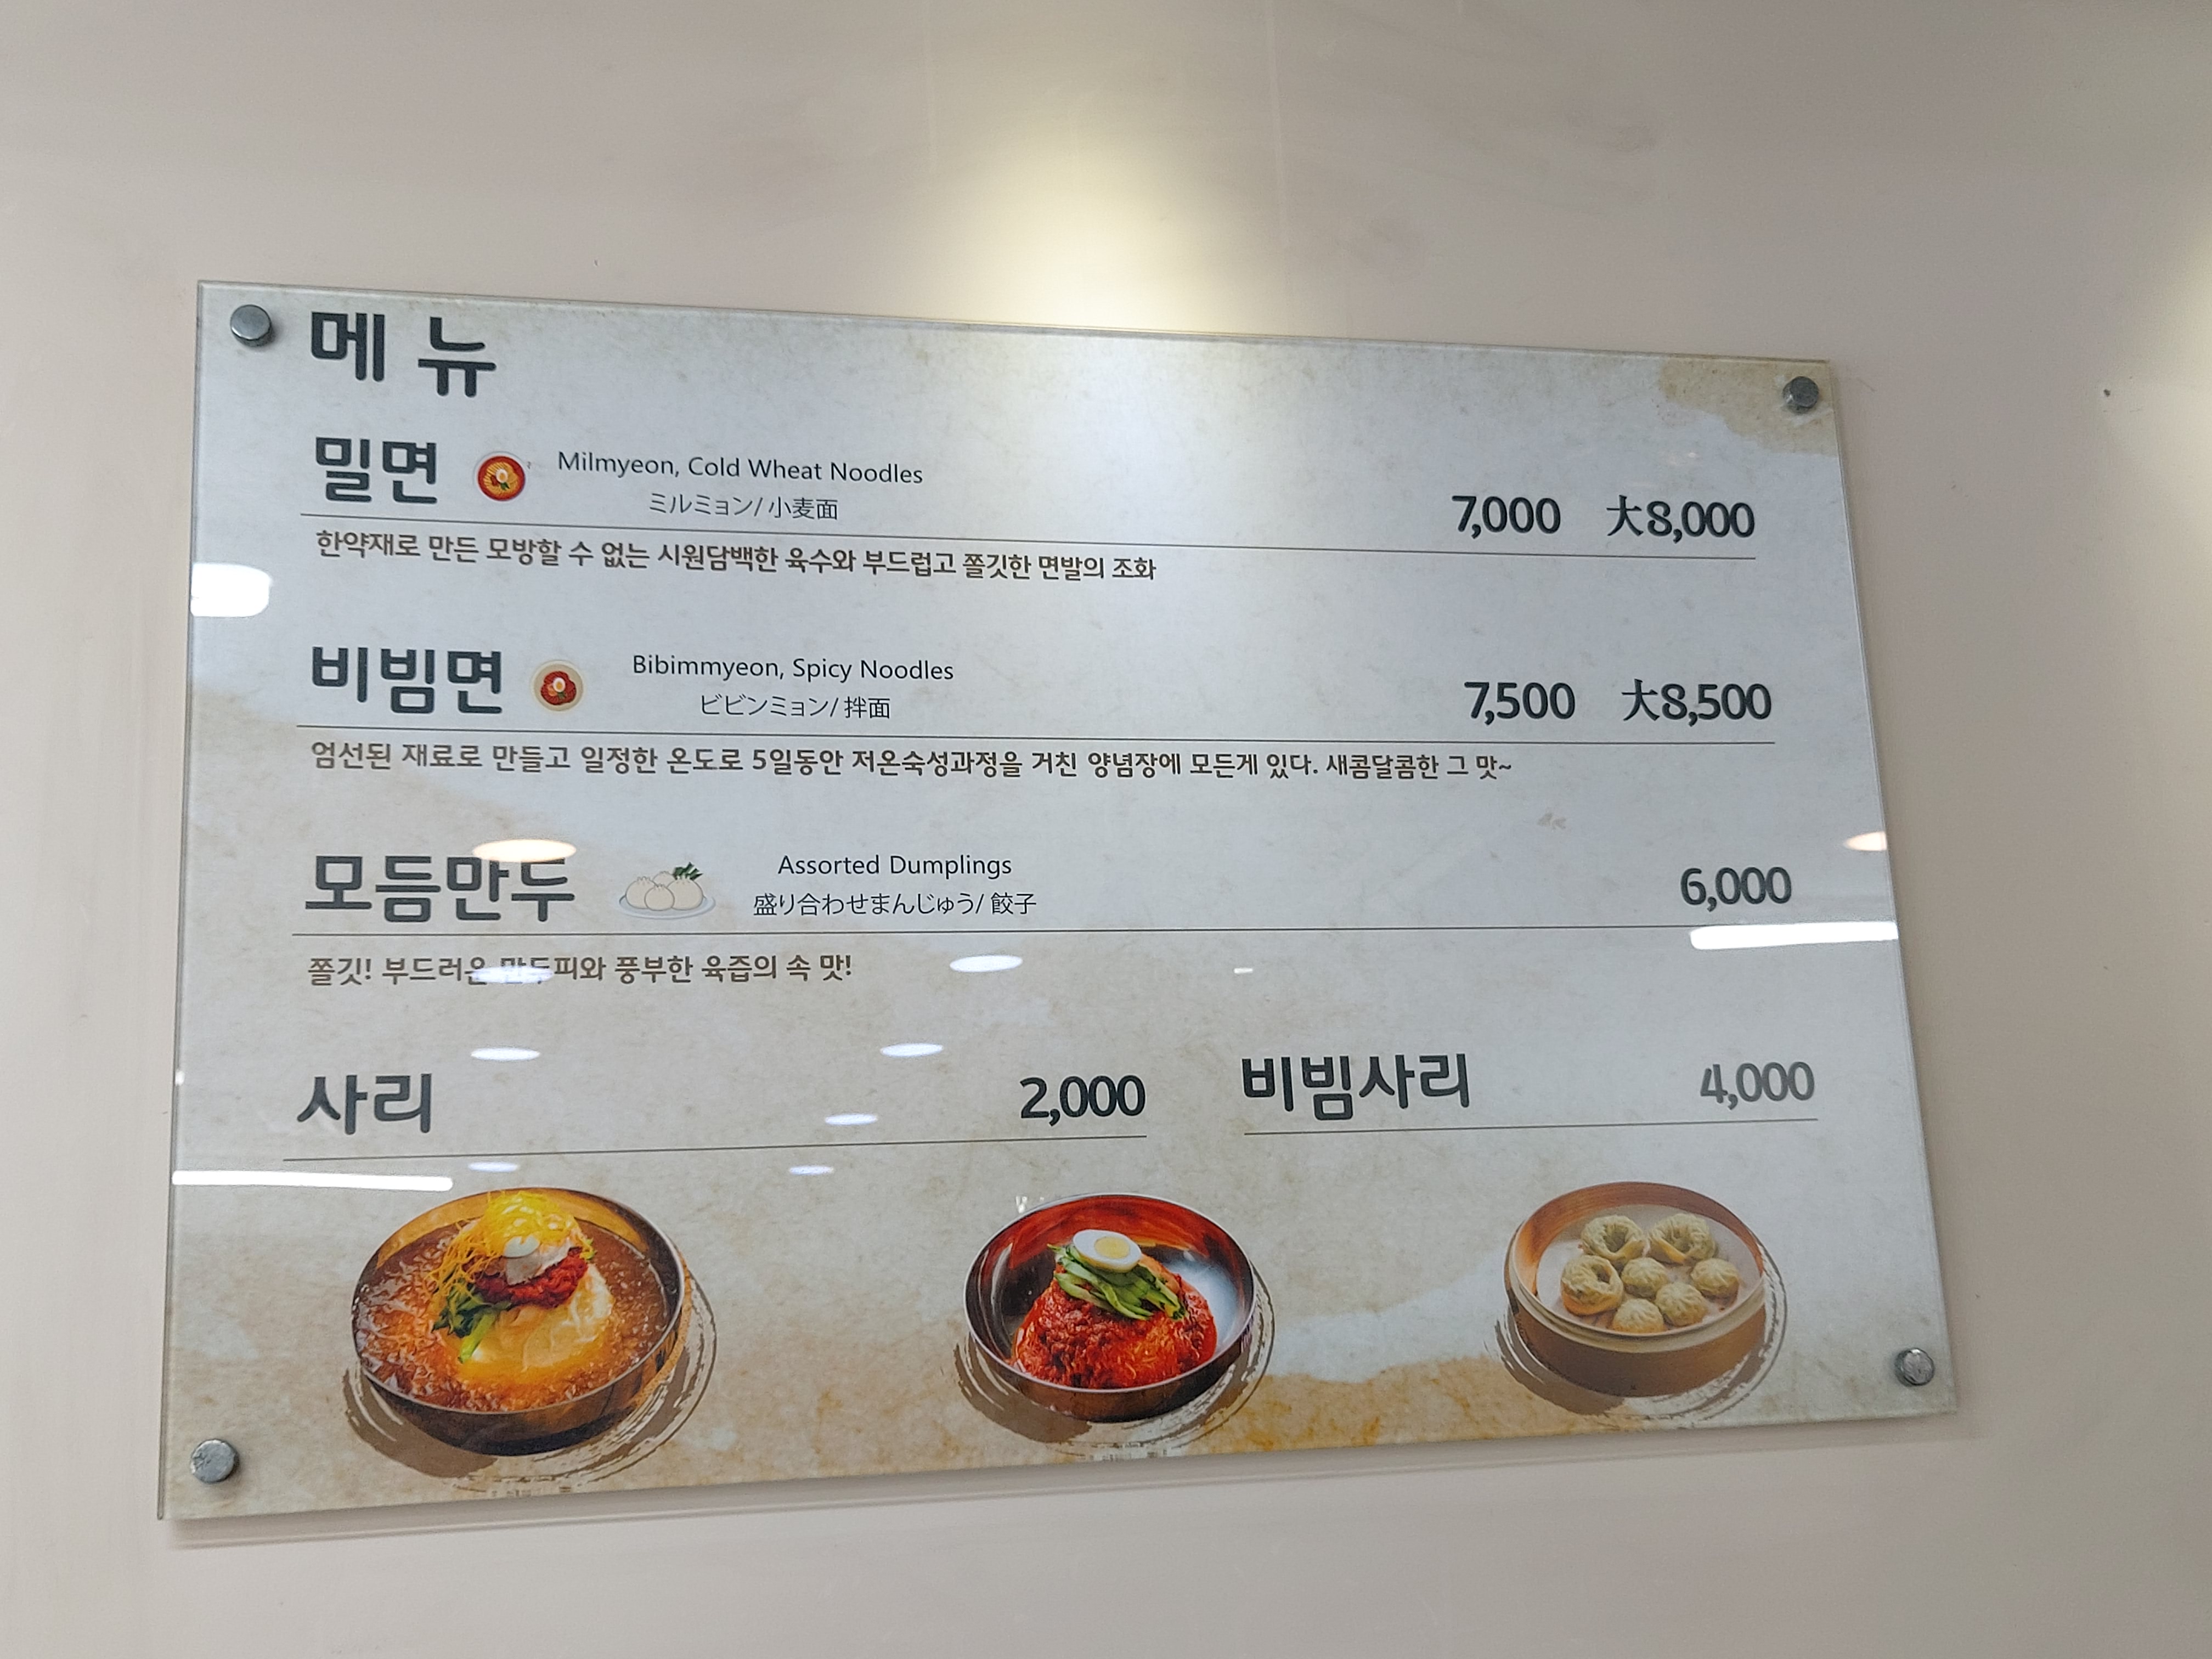 메 뉴
밀면 Milmyeon, Cold Wheat Noodles
ミルミョン/ 小麦面
7,000 大8,000
한약재로 만든 모방할 수 없는 시원담백한 육수와 부드럽고 쫄깃한 면발의 조화
비빔면 Bibimmyeon, Spicy Noodles
ビビンミョン/ 拌面
7,500 大8,500
엄선된 재료로 만들고 일정한 온도로 5일동안 저온숙성과정을 거친 양념장에 모든게 있다. 새콤달콤한 그 맛~
모듬만두 Assorted Dumplings
盛り合わせまんじゅう/ 餃子
6,000
쫄깃! 부드러운 만두피와 풍부한 육즙의 속 맛!
사리 2,000 비빔사리 4,000